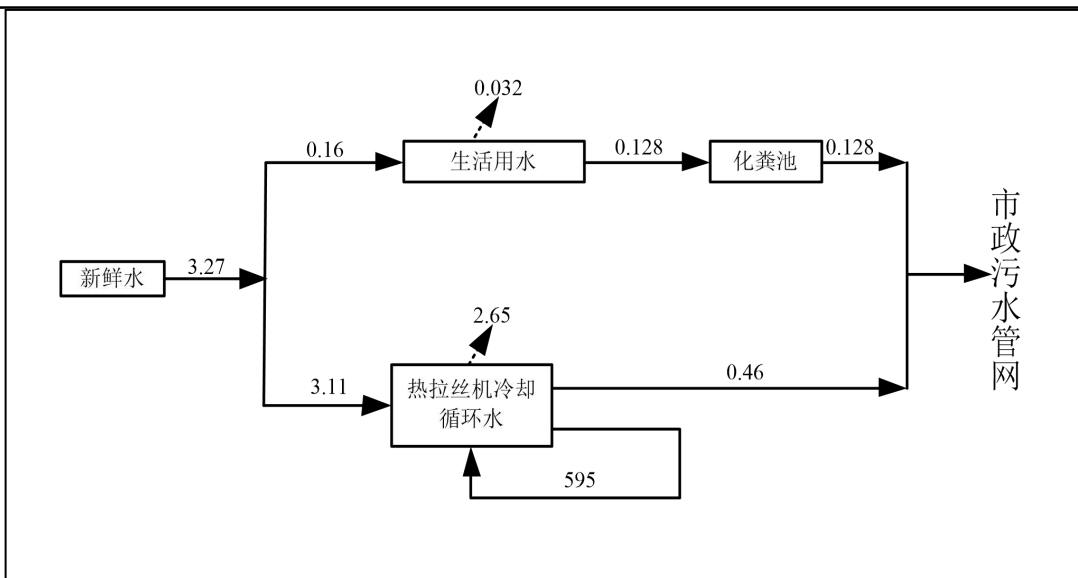 0.032
0.16
生活用水
0.128
化粪池
0.128
新鲜水
3.27
市政污水管网
2.65
3.11
热拉丝机冷却
循环水
0.46
595